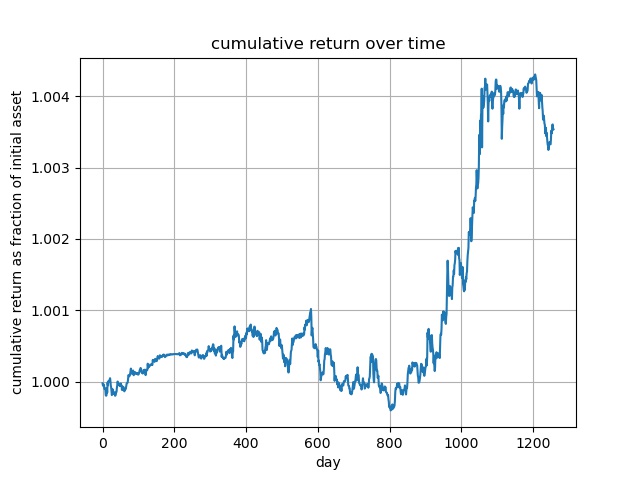 cumulative return over time
cumulative return as fraction of initial asset
1.004
1.003
1.002
1.001
1.000
0 200 400 600 800 1000 1200
day